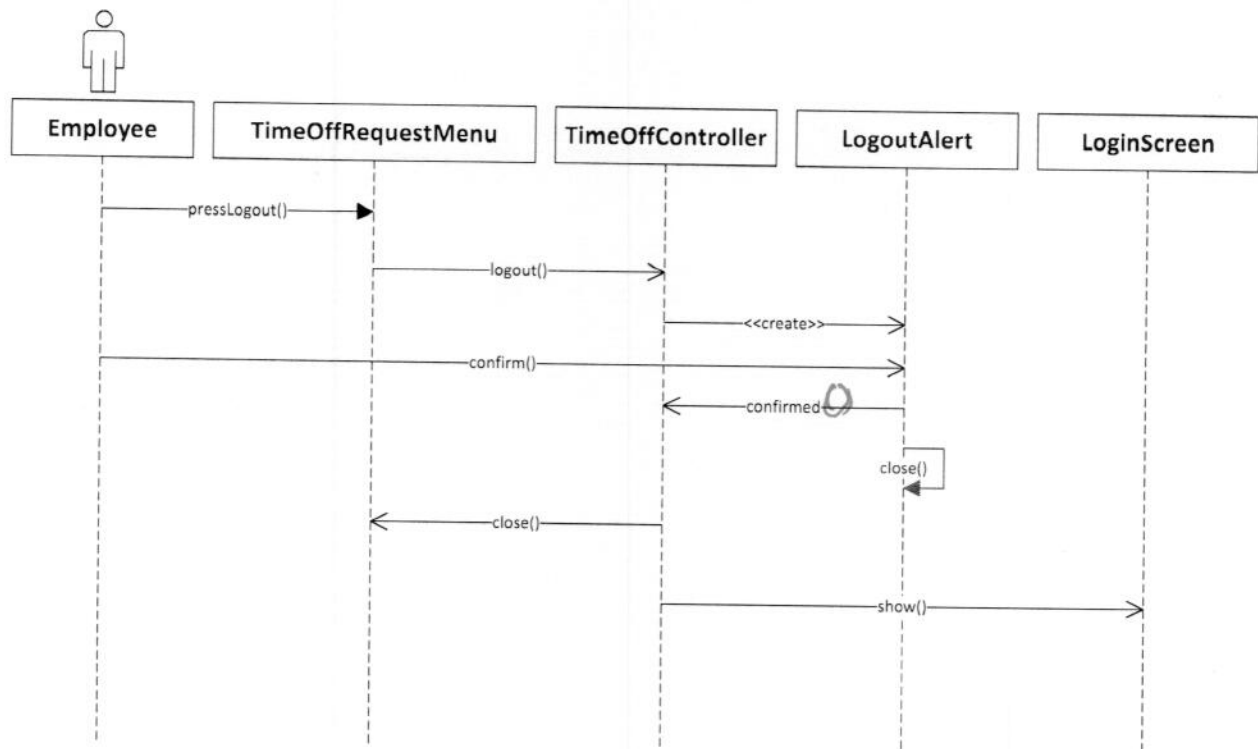 Employee
TimeOffRequestMenu
TimeOffController
LogoutAlert
LoginScreen
pressLogout()
logout()
<<create>>
confirm()
confirmed
close()
close()
show()